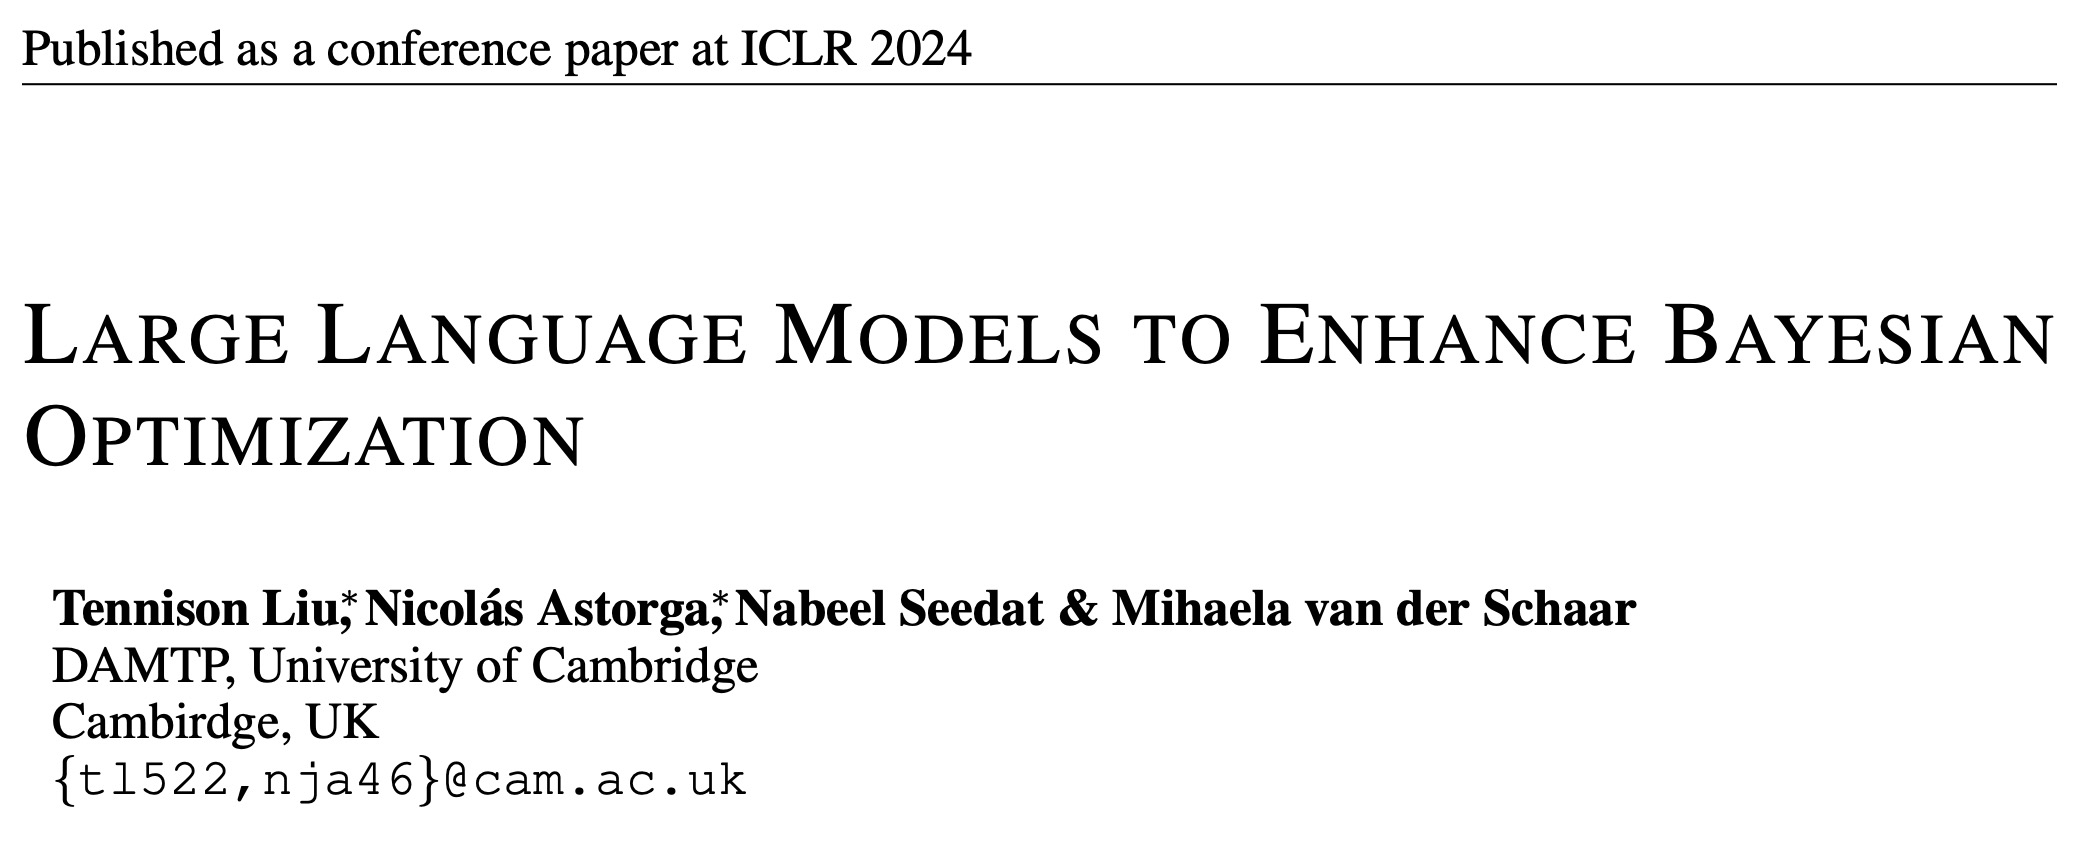 Published as a conference paper at ICLR 2024
LARGE LANGUAGE MODELS TO ENHANCE BAYESIAN
OPTIMIZATION
Tennison Liu,* Nicolás Astorga,* Nabeel Seedat & Mihaela van der Schaar
DAMTP, University of Cambridge
Cambirdge, UK
{tl522,nja46}@cam.ac.uk